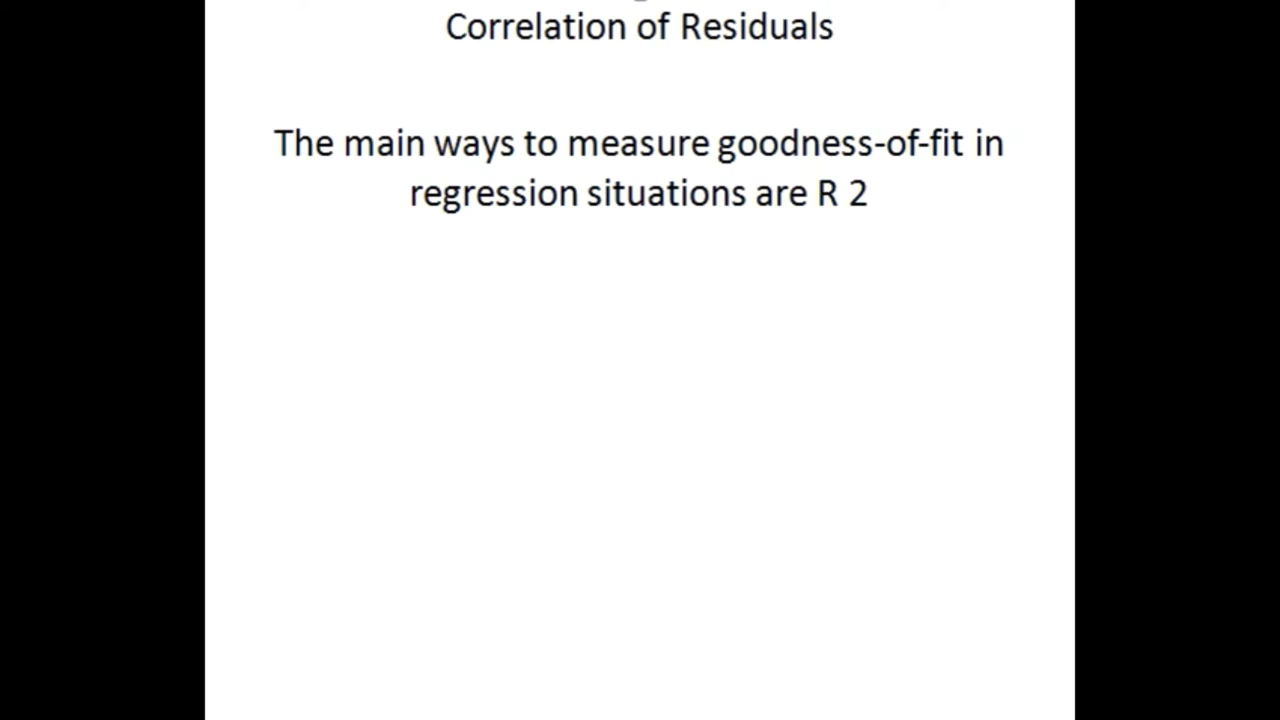 Correlation of Residuals
The main ways to measure goodness-of-fit in
regression situations are R 2